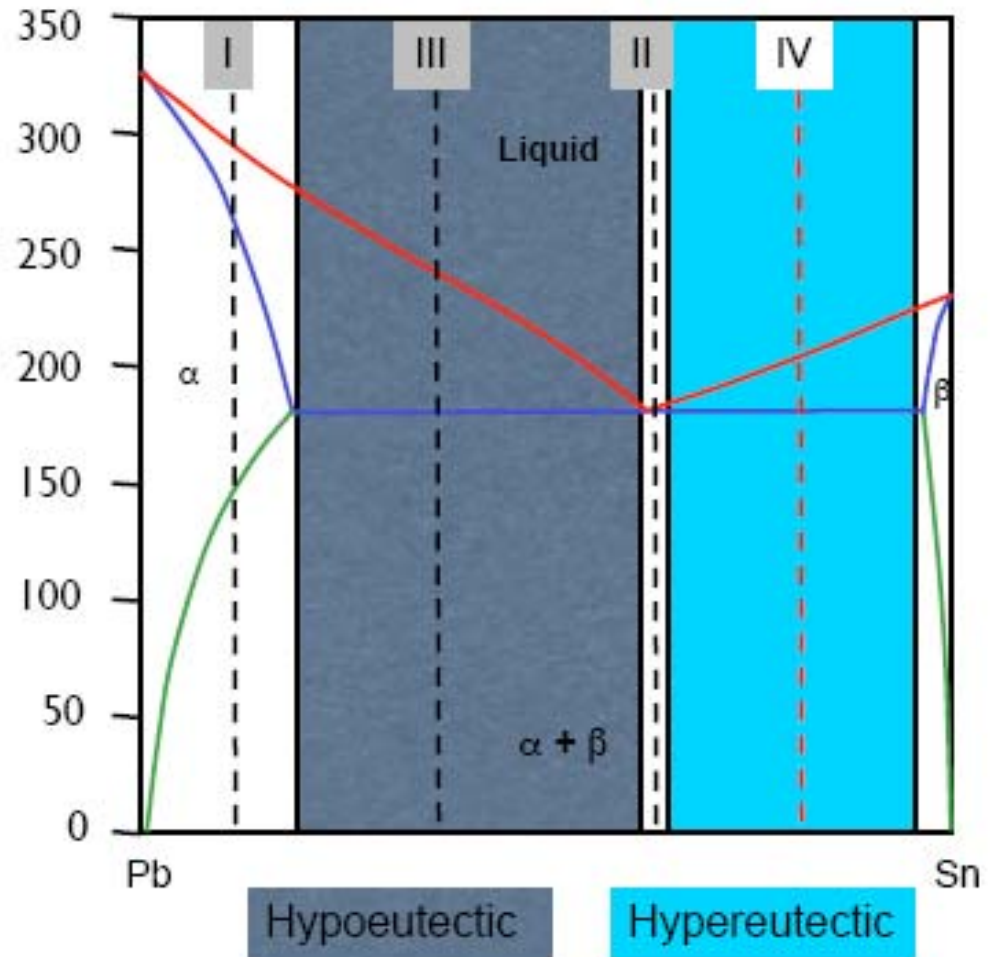 350
I III II IV
Liquid
300
250
200
α
β
150
100
50
α + β
0
Pb Sn
Hypoeutectic Hypereutectic